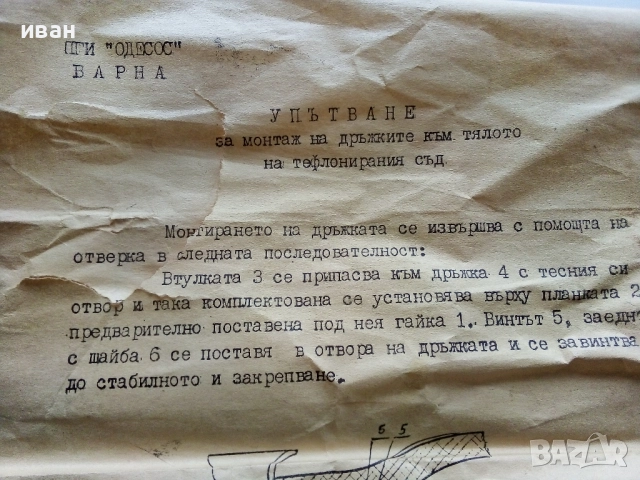 иван
ПГИ "ОДЕСОС"
ВАРНА
УПЪТВАНЕ
за монтаж на дръжките към тялото
на тефлонирания съд.
Монтирането на дръжката се извършва с помощта на
отверка в следната последователност:
Втулката 3 се припасва към дръжка 4 с тесния си
отвор и така комплектована се установява върху планката 2
предварително поставена под нея гайка 1. Винтът 5, заедн
с шайба 6 се поставя в отвора на дръжката и се завинтва
до стабилното и закрепване.
6 5
BAZAR